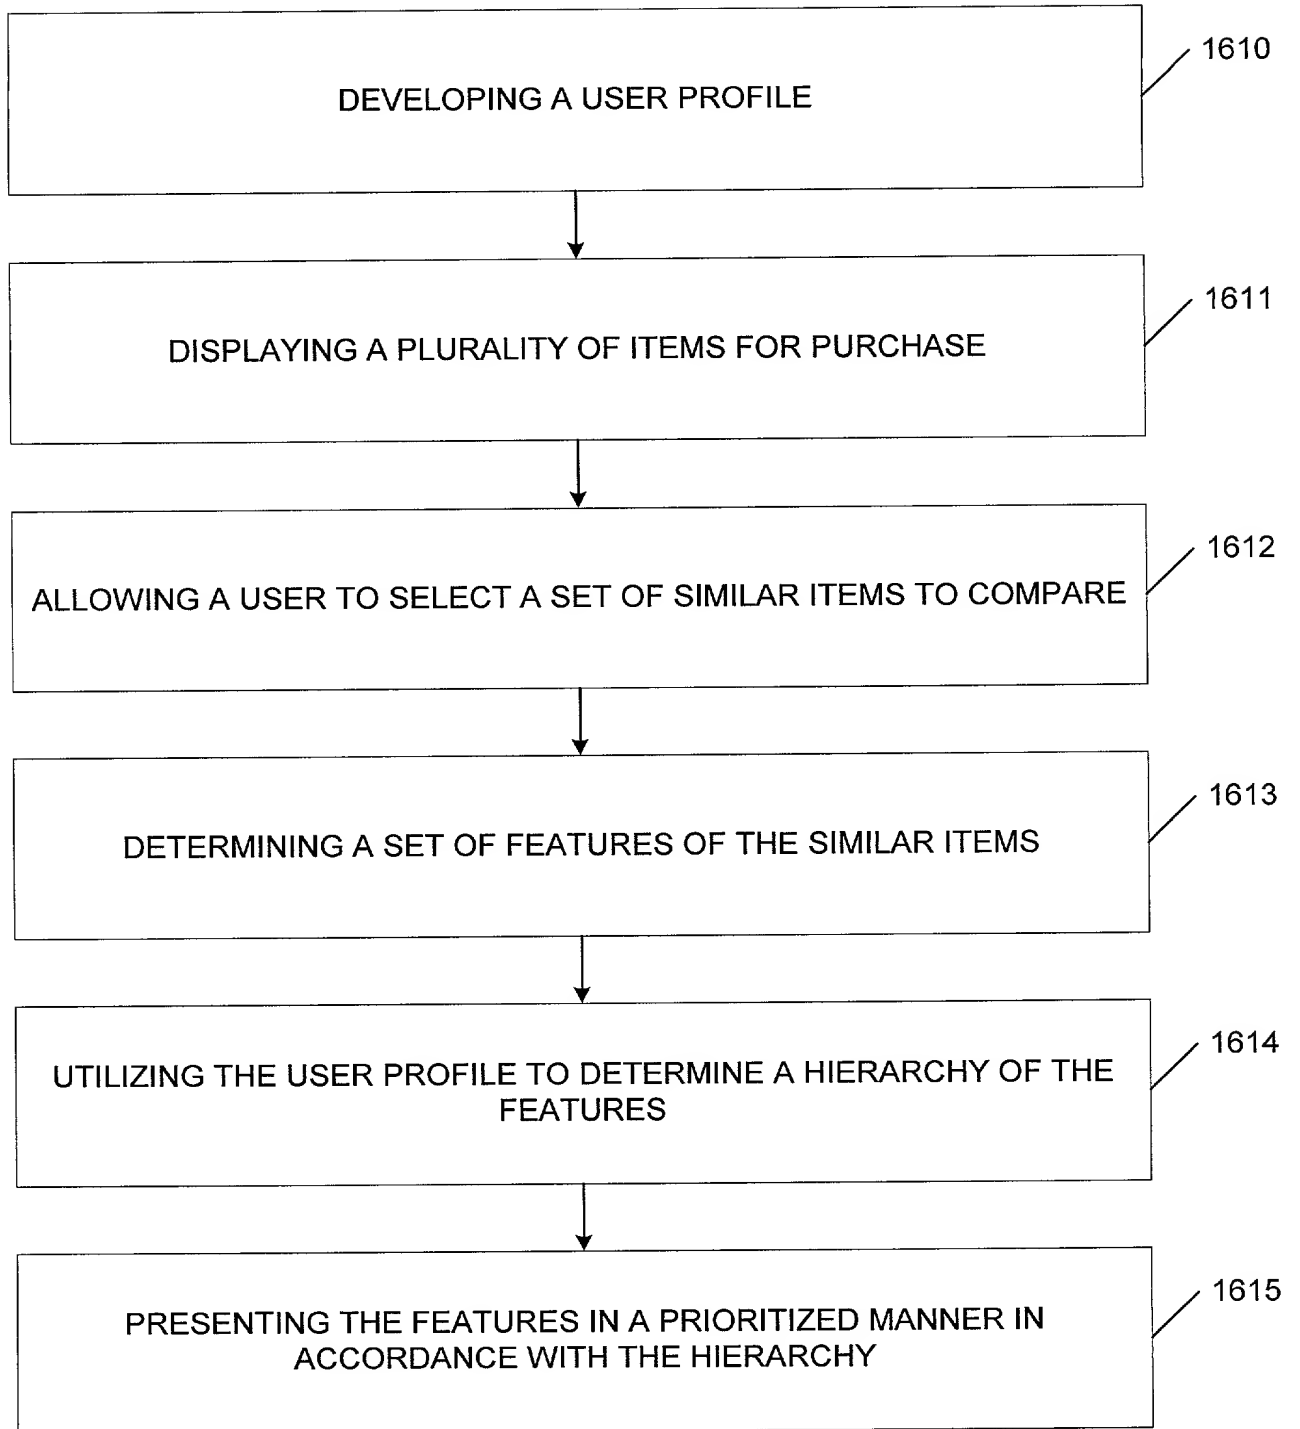 DEVELOPING A USER PROFILE
1610
DISPLAYING A PLURALITY OF ITEMS FOR PURCHASE
1611
ALLOWING A USER TO SELECT A SET OF SIMILAR ITEMS TO COMPARE
1612
DETERMINING A SET OF FEATURES OF THE SIMILAR ITEMS
1613
UTILIZING THE USER PROFILE TO DETERMINE A HIERARCHY OF THE
FEATURES
1614
PRESENTING THE FEATURES IN A PRIORITIZED MANNER IN
ACCORDANCE WITH THE HIERARCHY
1615